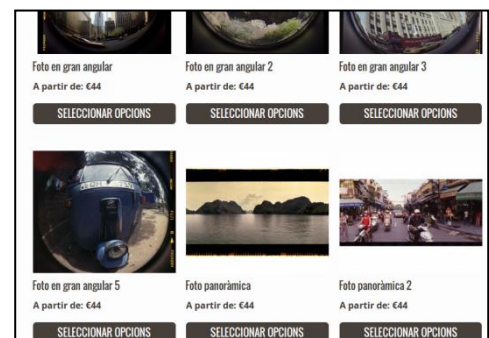 Foto en gran angular
A partir de: €44
SELECCIONAR OPCIONS
Foto en gran angular 2
A partir de: €44
SELECCIONAR OPCIONS
Foto en gran angular 3
A partir de: €44
SELECCIONAR OPCIONS
Foto en gran angular 5
A partir de: €44
SELECCIONAR OPCIONS
Foto panoràmica
A partir de: €44
SELECCIONAR OPCIONS
Foto panoràmica 2
A partir de: €44
SELECCIONAR OPCIONS